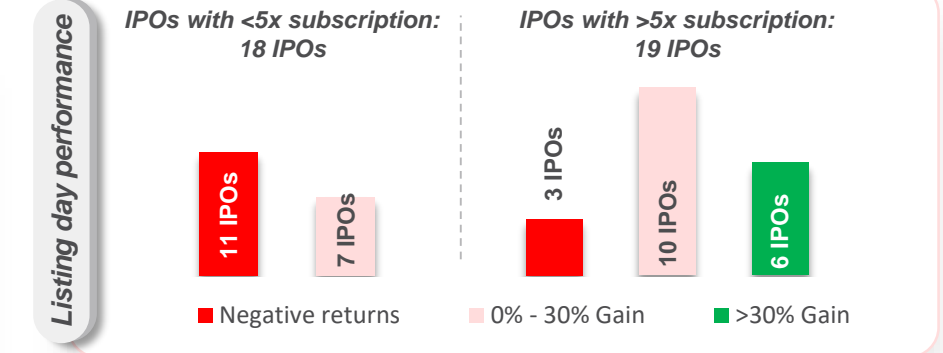 Listing day performance
IPOs with <5x subscription:
18 IPOs
IPOs with >5x subscription:
19 IPOs
11 IPOs
7 IPOs
3 IPOs
10 IPOs
6 IPOs
Negative returns
0% - 30% Gain
>30% Gain